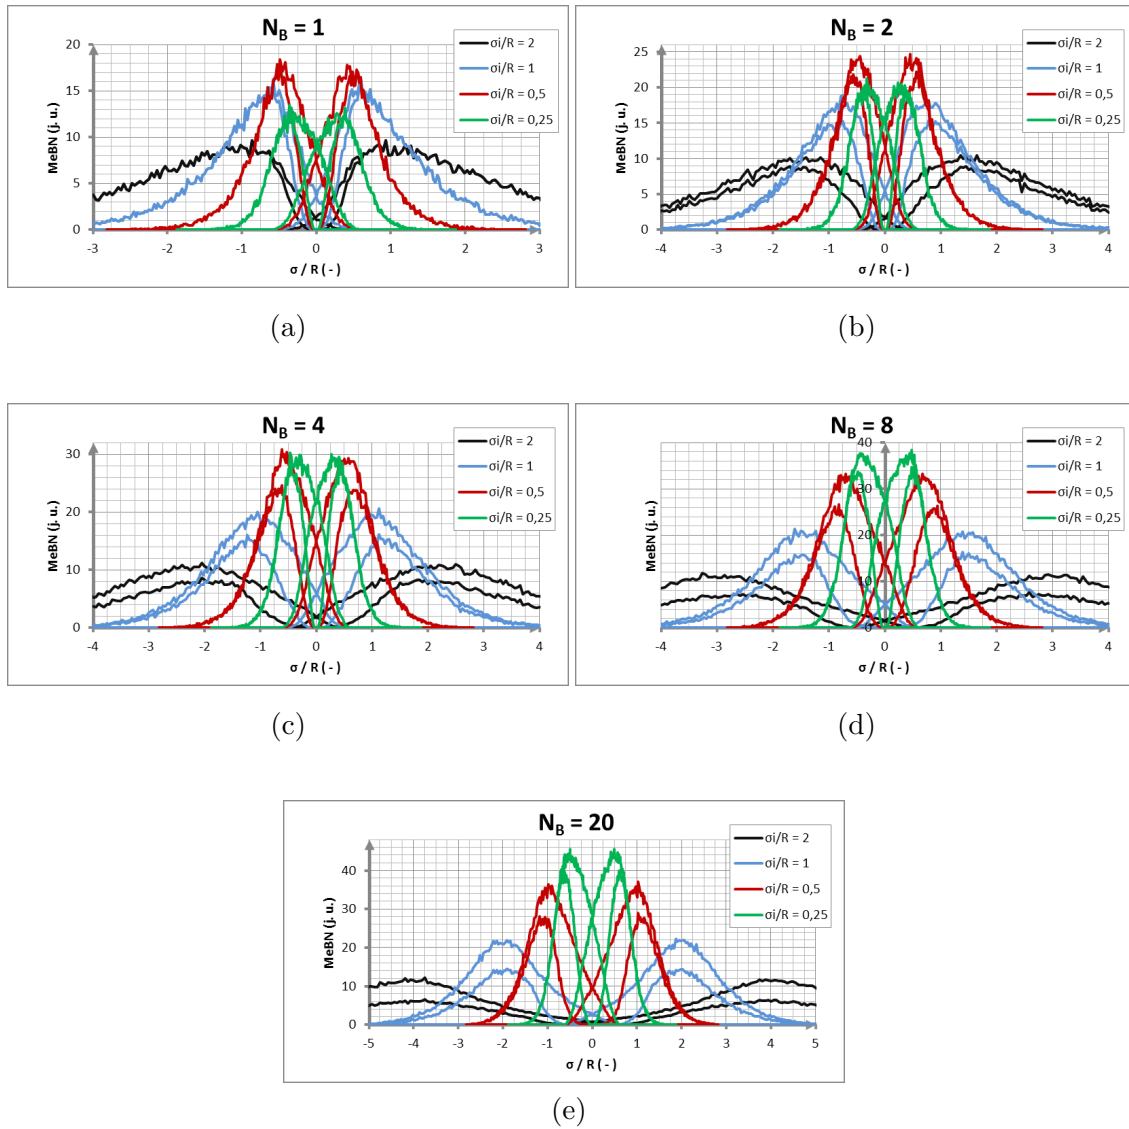 N_B = 1
20
15
10
5
0
-3
-2
-1
0
1
2
3
MeBN (j. u.)
σ / R ( - )
σi/R = 2
σi/R = 1
σi/R = 0,5
σi/R = 0,25
(a)
N_B = 2
25
20
15
10
5
0
-4
-3
-2
-1
0
1
2
3
4
MeBN (j. u.)
σ / R ( - )
σi/R = 2
σi/R = 1
σi/R = 0,5
σi/R = 0,25
(b)
N_B = 4
30
20
10
0
-4
-3
-2
-1
0
1
2
3
4
MeBN (j. u.)
σ / R ( - )
σi/R = 2
σi/R = 1
σi/R = 0,5
σi/R = 0,25
(c)
N_B = 8
40
30
20
10
0
-4
-3
-2
-1
0
1
2
3
4
MeBN (j. u.)
σ / R ( - )
σi/R = 2
σi/R = 1
σi/R = 0,5
σi/R = 0,25
(d)
N_B = 20
40
30
20
10
0
-5
-4
-3
-2
-1
0
1
2
3
4
5
MeBN (j. u.)
σ / R ( - )
σi/R = 2
σi/R = 1
σi/R = 0,5
σi/R = 0,25
(e)